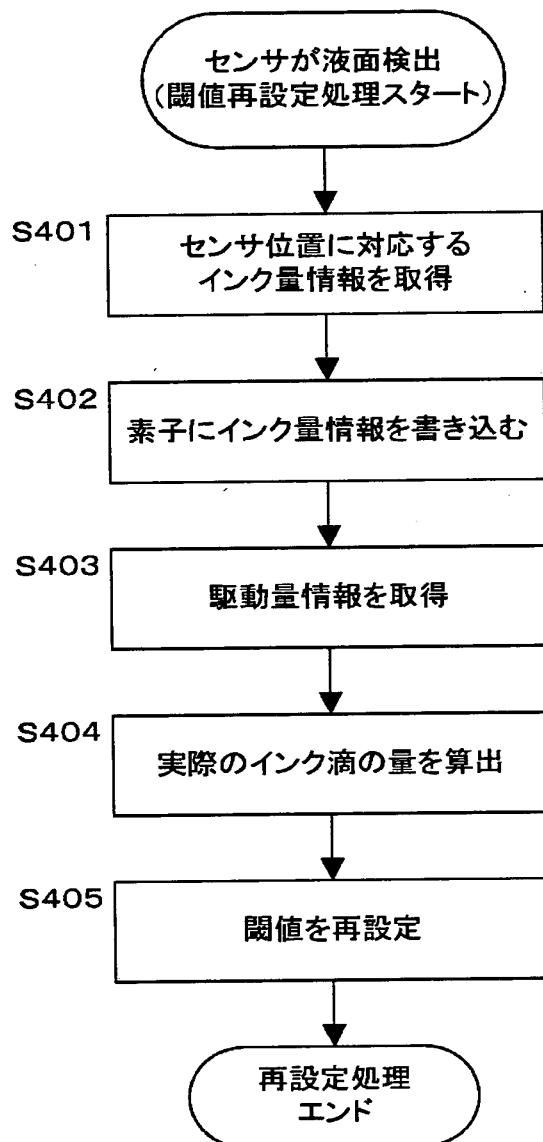 センサが液面検出
(閾値再設定処理スタート)
S401
センサ位置に対応する
インク量情報を取得
S402
素子にインク量情報を書き込む
S403
駆動量情報を取得
S404
実際のインク滴の量を算出
S405
閾値を再設定
再設定処理
エンド